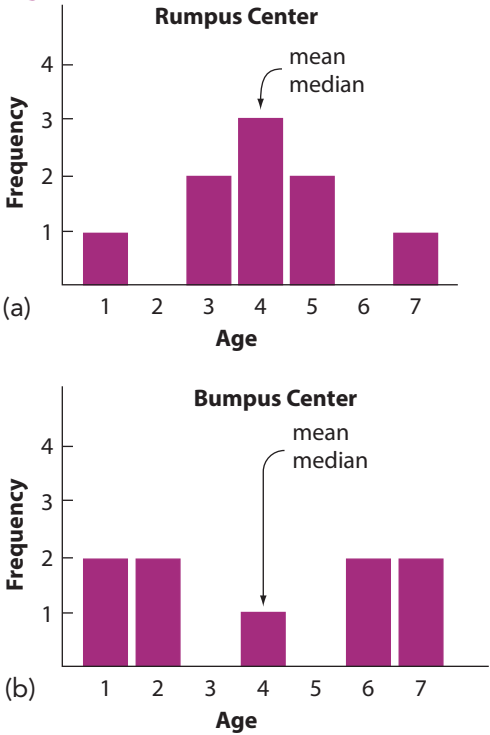 Rumpus Center
mean
median
4
3
2
1
Frequency
(a)
1 2 3 4 5 6 7
Age
Bumpus Center
mean
median
4
3
2
1
Frequency
(b)
1 2 3 4 5 6 7
Age